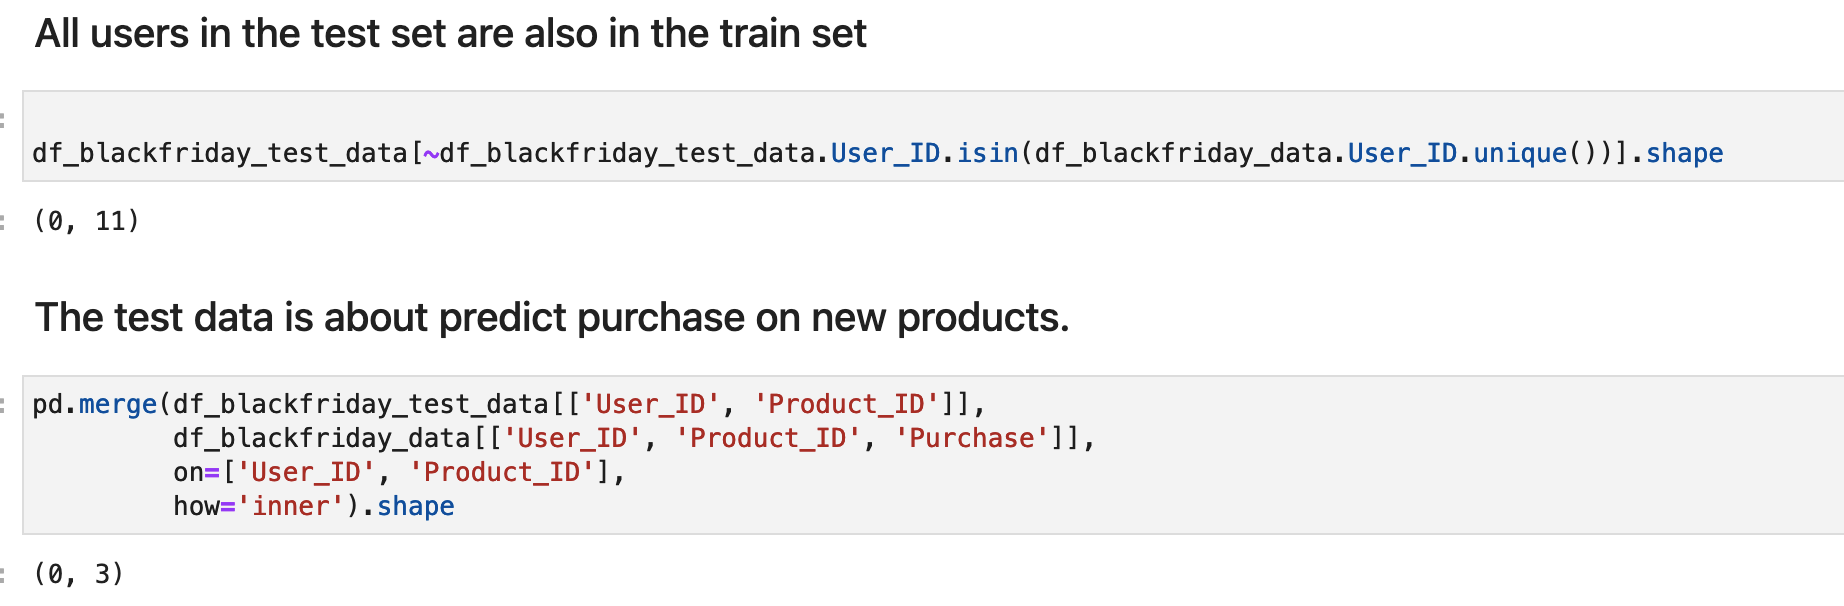 All users in the test set are also in the train set
:
df_blackfriday_test_data[~df_blackfriday_test_data.User_ID.isin(df_blackfriday_data.User_ID.unique())].shape
: (0, 11)
The test data is about predict purchase on new products.
: pd.merge(df_blackfriday_test_data[['User_ID', 'Product_ID']],
df_blackfriday_data[['User_ID', 'Product_ID', 'Purchase']],
on=['User_ID', 'Product_ID'],
how='inner').shape
: (0, 3)